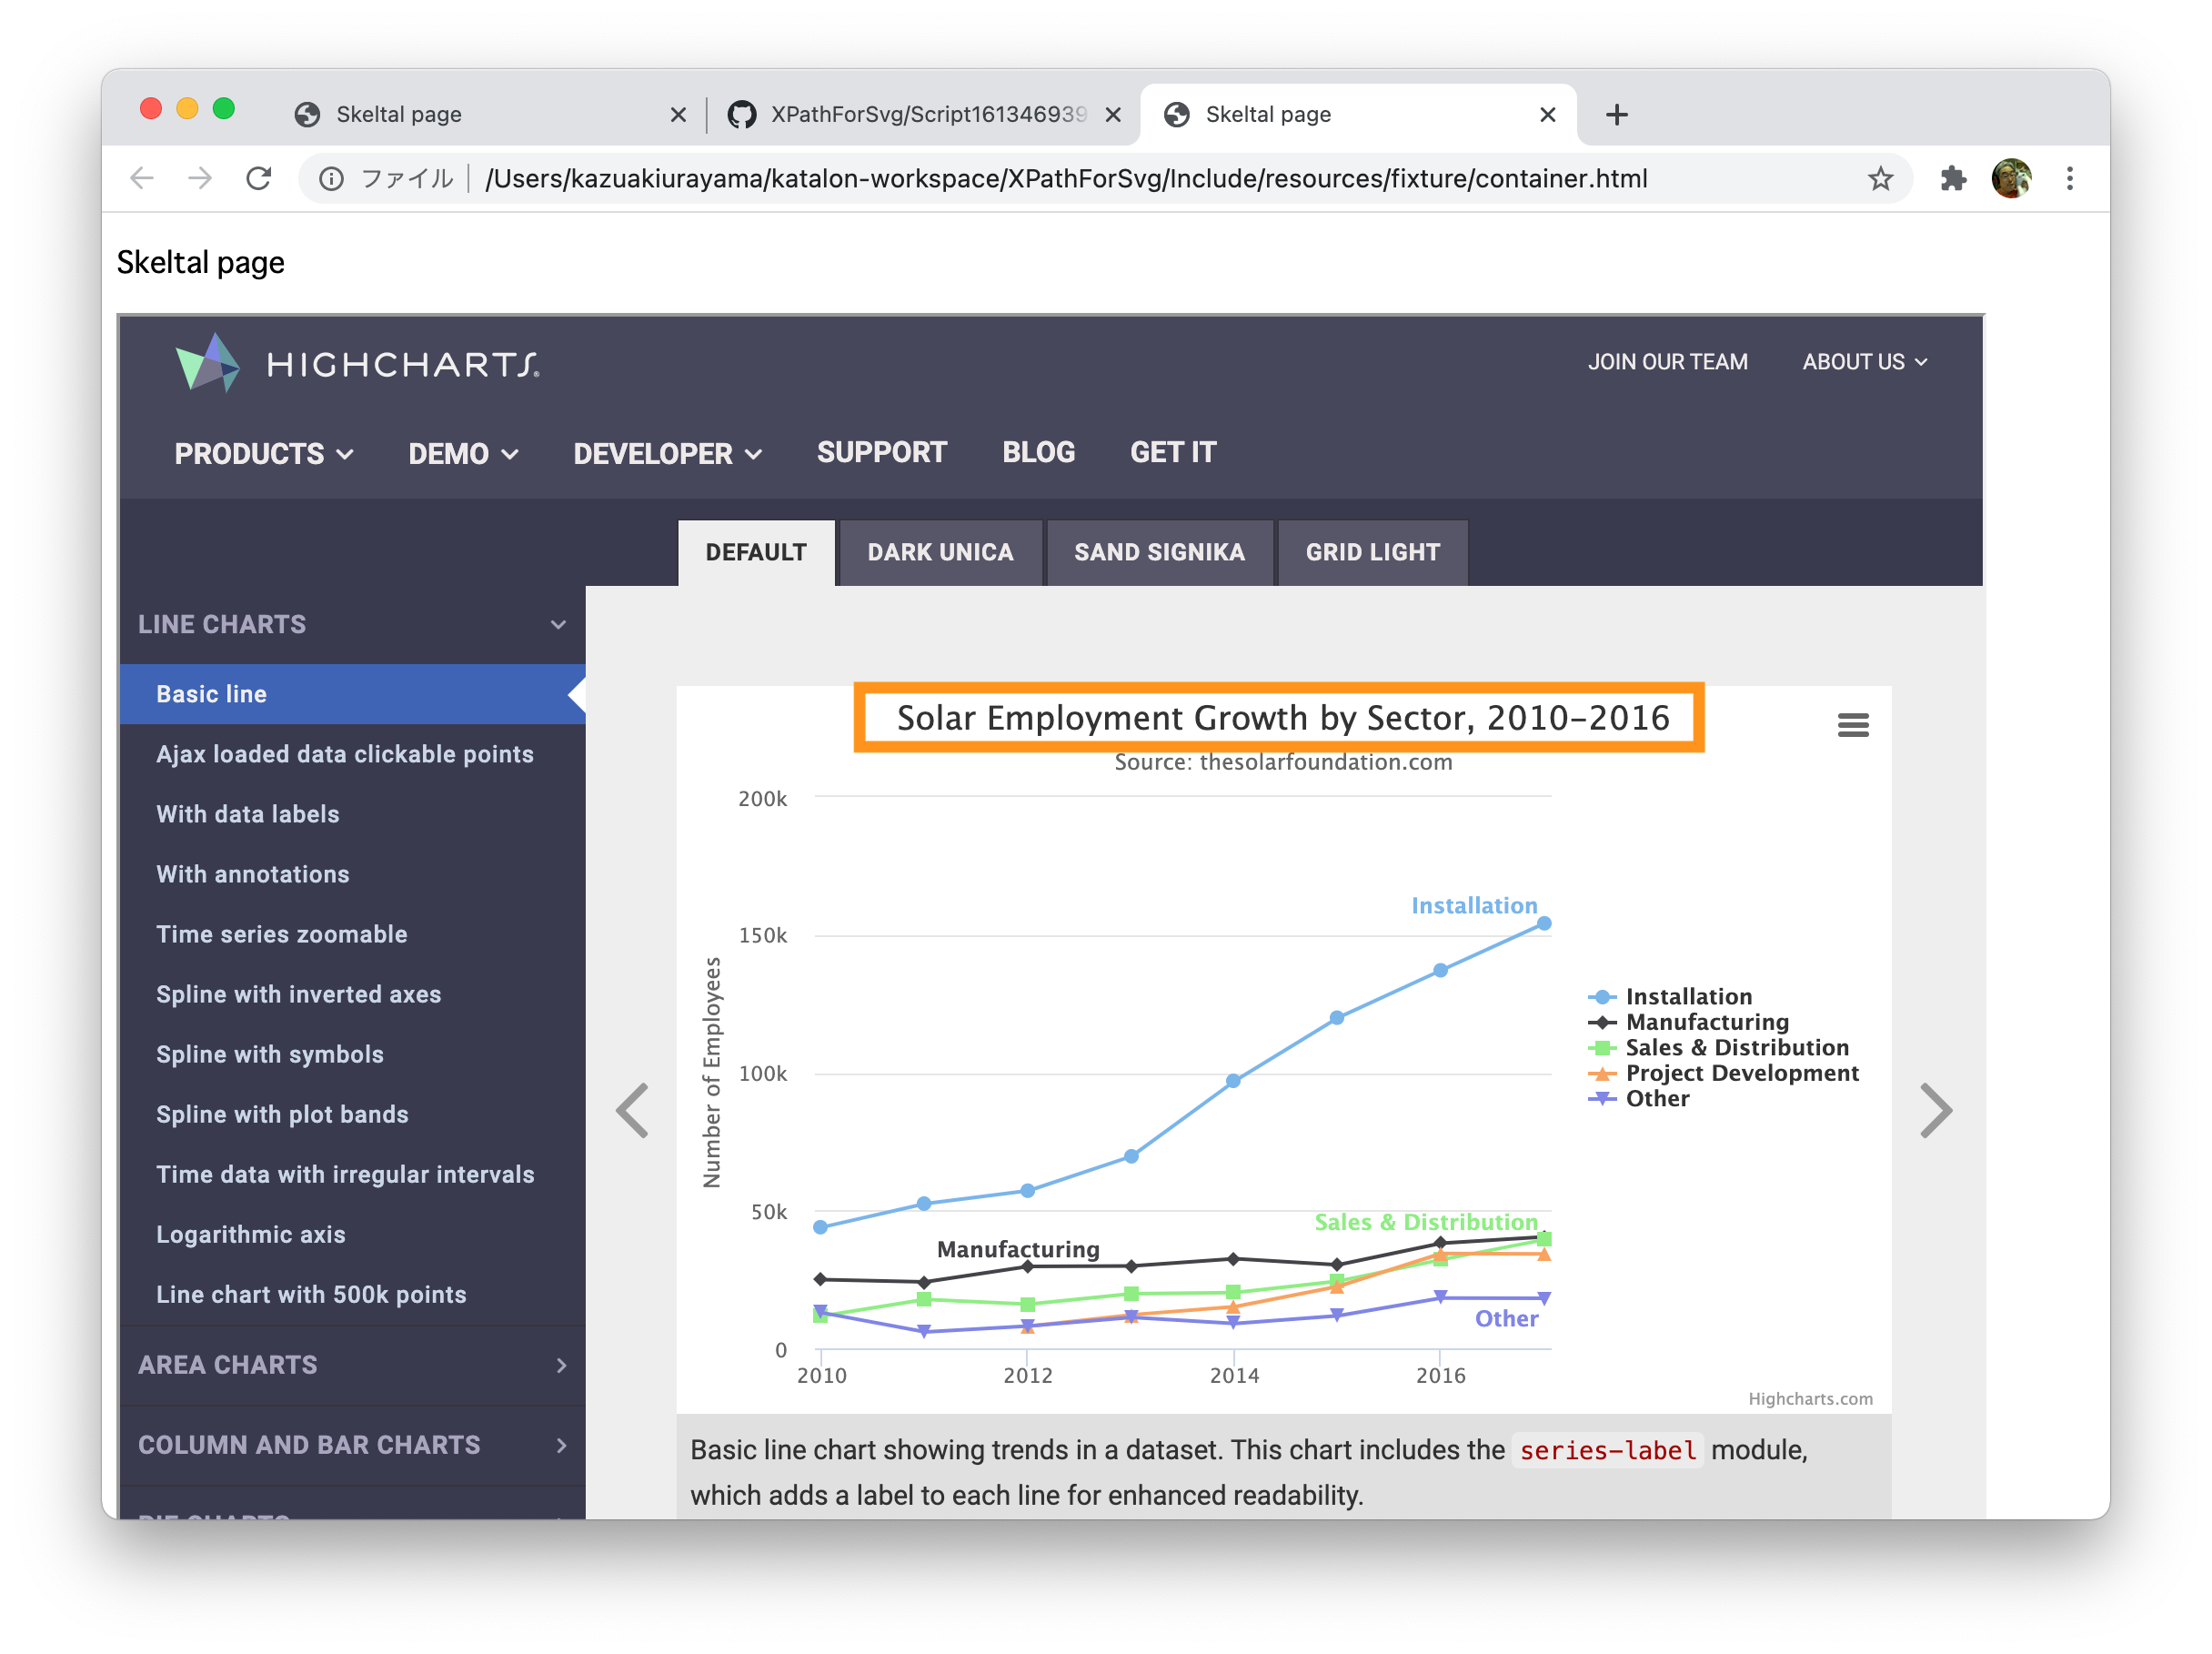 Skeltal page
XPathForSvg/Script161346939
Skeltal page
ファイル
/Users/kazuakiurayama/katalon-workspace/XPathForSvg/Include/resources/fixture/container.html
Skeltal page
HIGHCHARTS®
JOIN OUR TEAM
ABOUT US
PRODUCTS
DEMO
DEVELOPER
SUPPORT
BLOG
GET IT
DEFAULT
DARK UNICA
SAND SIGNIKA
GRID LIGHT
LINE CHARTS
Basic line
Ajax loaded data clickable points
With data labels
With annotations
Time series zoomable
Spline with inverted axes
Spline with symbols
Spline with plot bands
Time data with irregular intervals
Logarithmic axis
Line chart with 500k points
AREA CHARTS
COLUMN AND BAR CHARTS
PIE CHARTS
Solar Employment Growth by Sector, 2010-2016
Source: thesolarfoundation.com
Number of Employees
200k
150k
100k
50k
0
2010
2012
2014
2016
Installation
Manufacturing
Sales & Distribution
Other
Installation
Manufacturing
Sales & Distribution
Project Development
Other
Highcharts.com
Basic line chart showing trends in a dataset. This chart includes the series-label module,
which adds a label to each line for enhanced readability.